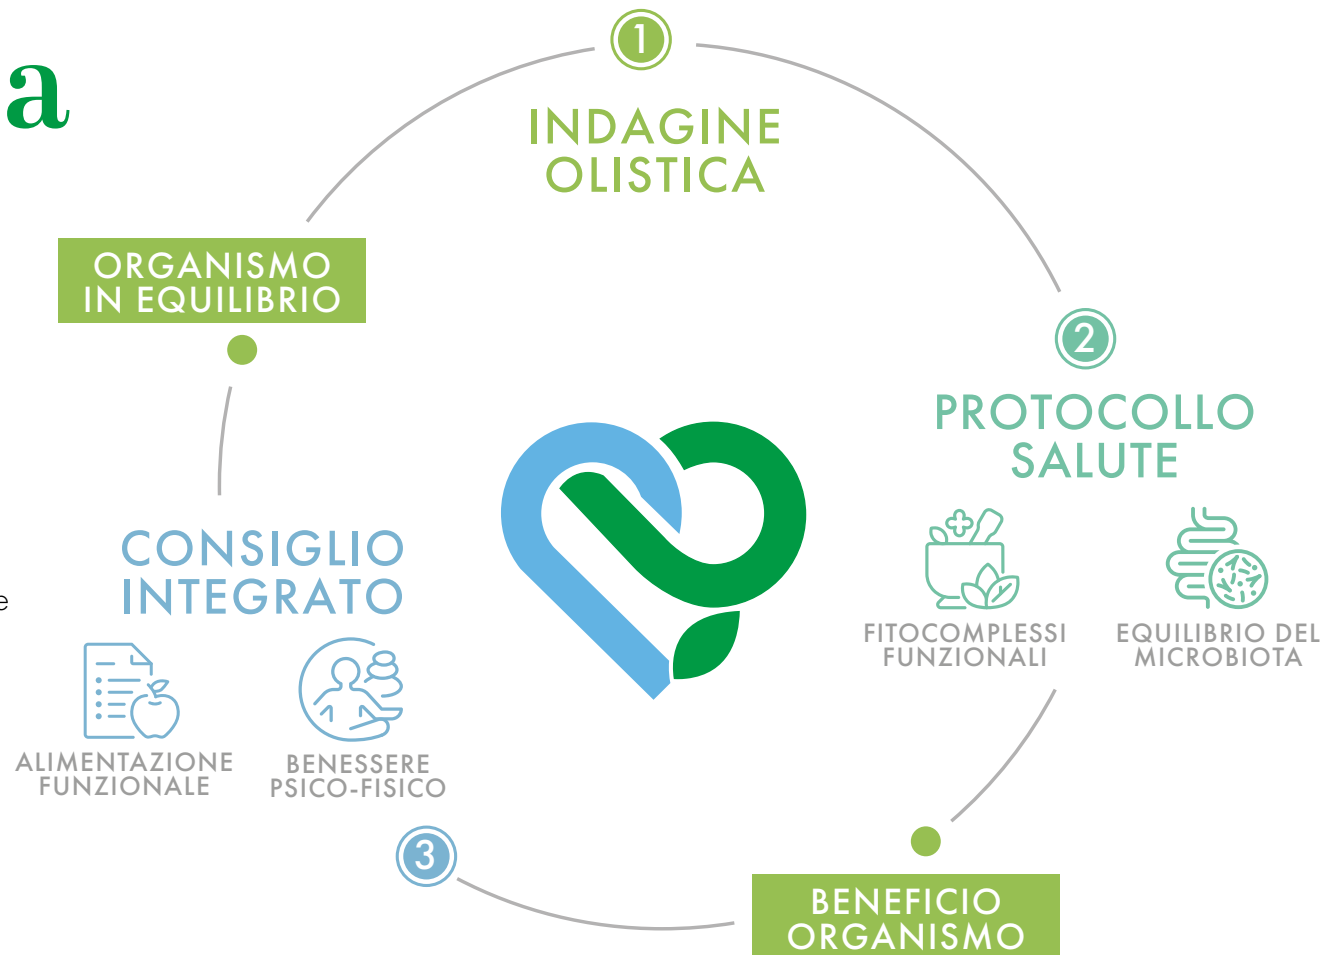 a
1
INDAGINE
OLISTICA
ORGANISMO
IN EQUILIBRIO
2
PROTOCOLLO
SALUTE
FITOCOMPLESSI
FUNZIONALI
EQUILIBRIO DEL
MICROBIOTA
CONSIGLIO
INTEGRATO
e
ALIMENTAZIONE
FUNZIONALE
BENESSERE
PSICO-FISICO
3
BENEFICIO
ORGANISMO